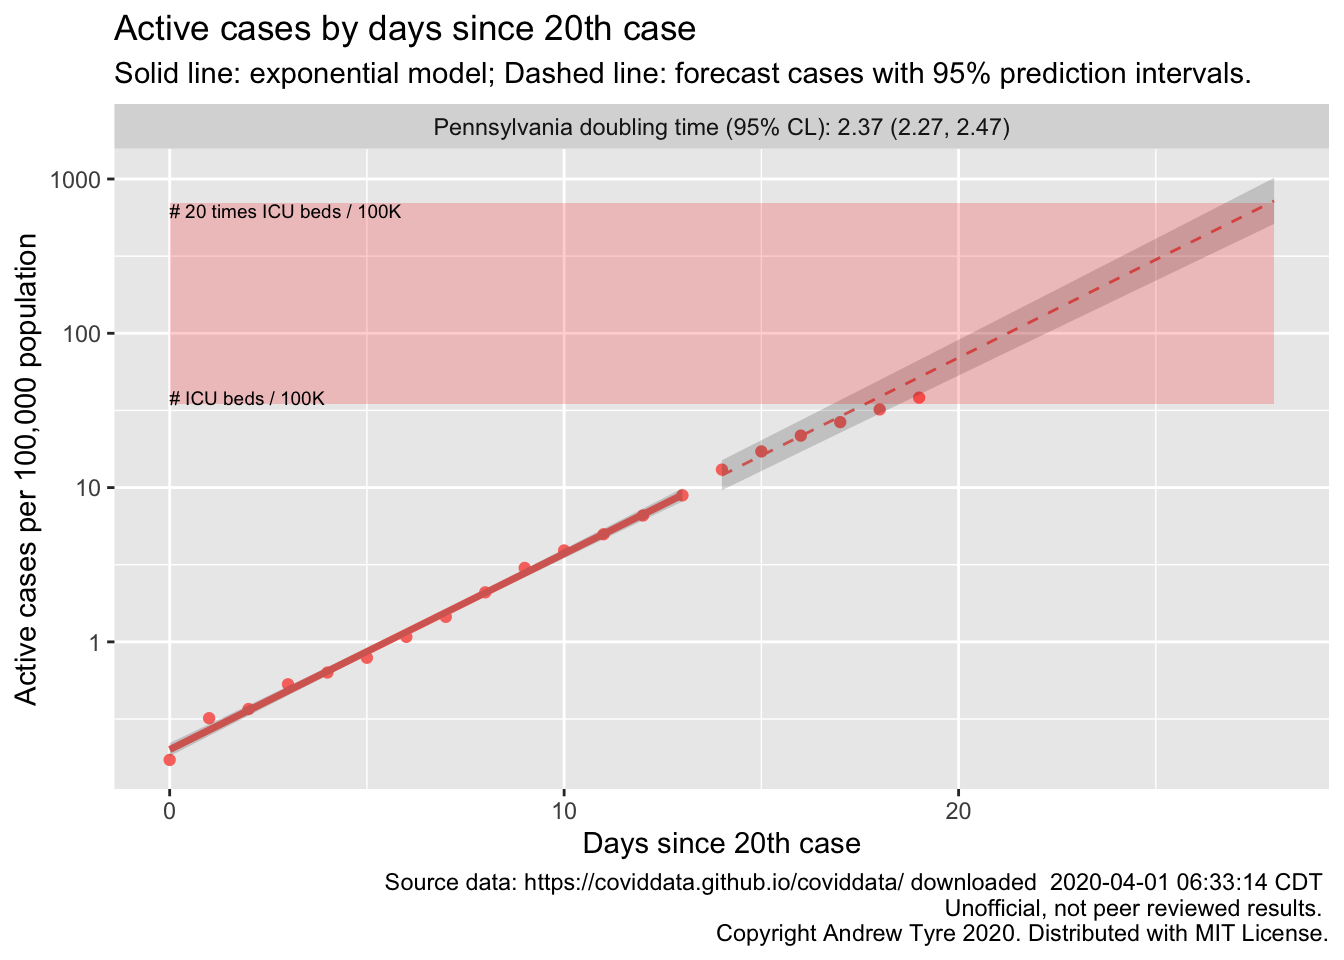 Active cases by days since 20th case
Solid line: exponential model; Dashed line: forecast cases with 95% prediction intervals.
Pennsylvania doubling time (95% CL): 2.37 (2.27, 2.47)
Active cases per 100,000 population
1000
100
10
1
# 20 times ICU beds / 100K
# ICU beds / 100K
0
10
20
Days since 20th case
Source data: https://coviddata.github.io/coviddata/ downloaded  2020-04-01 06:33:14 CDT
Unofficial, not peer reviewed results.
Copyright Andrew Tyre 2020. Distributed with MIT License.